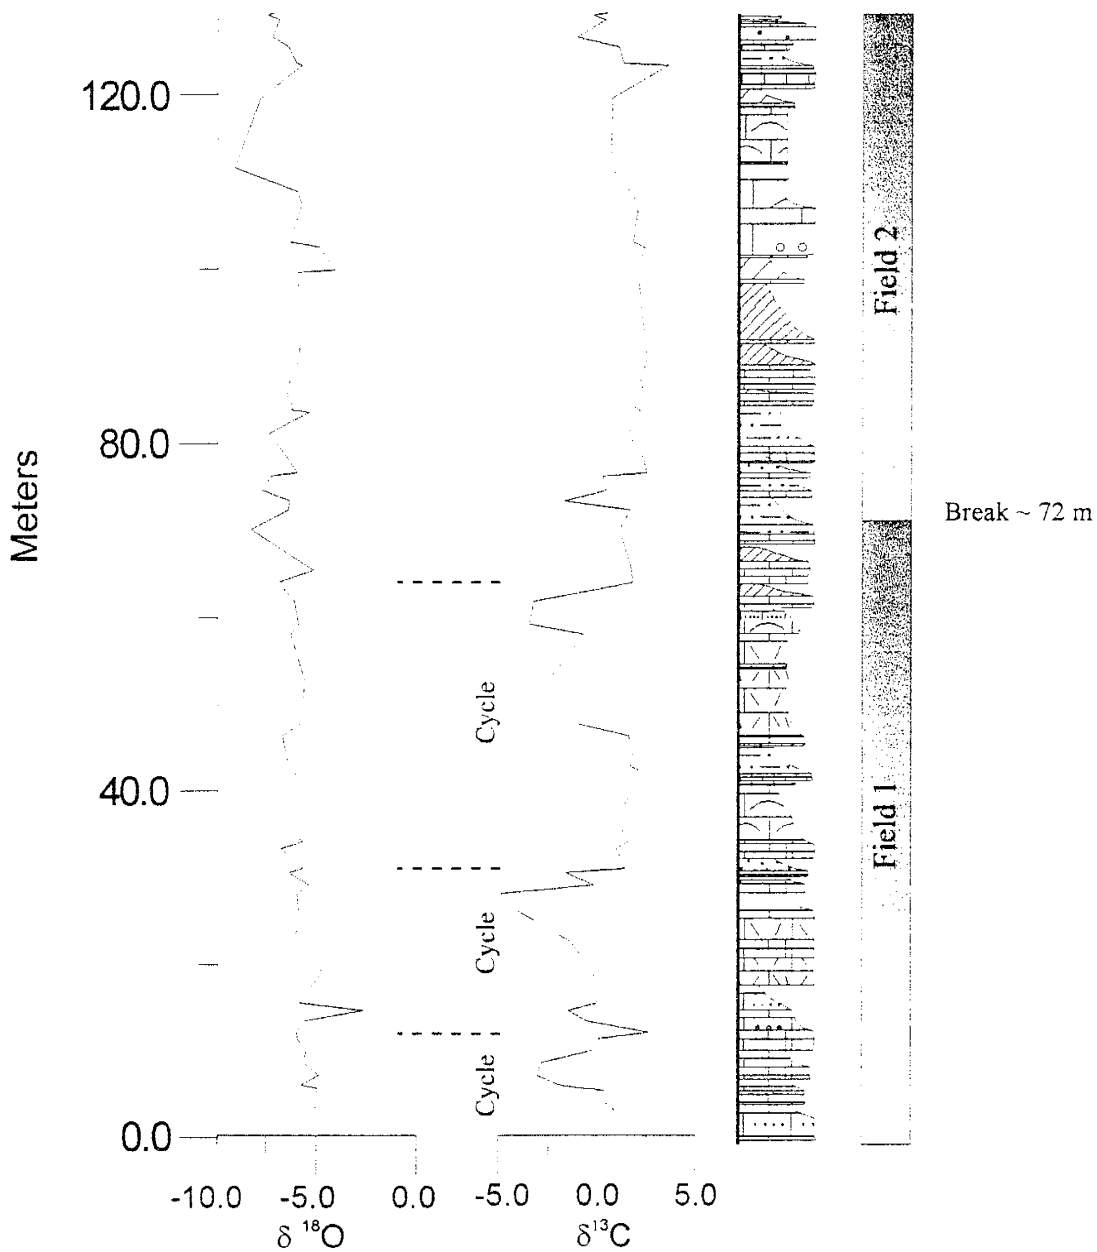 120.0
80.0
40.0
0.0
Meters
-10.0 -5.0 0.0
δ 18O
-5.0 0.0 5.0
δ13C
Cycle
Cycle
Cycle
Field 2
Field 1
Break ~ 72 m